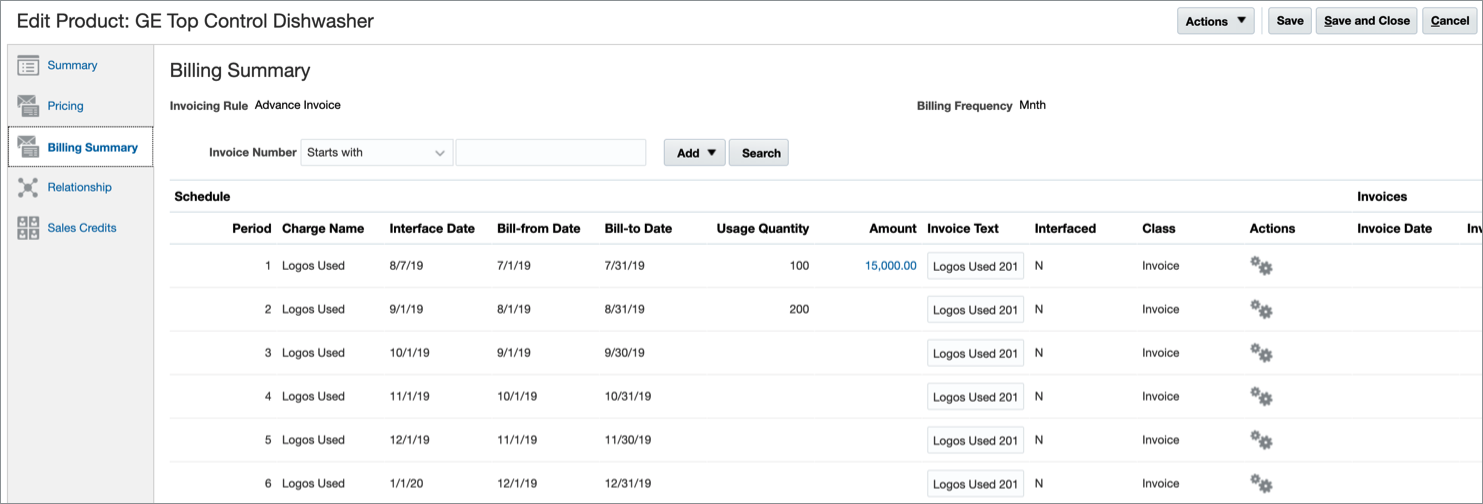 Edit Product: GE Top Control Dishwasher
Actions Save Save and Close Cancel
Summary
Pricing
Billing Summary
Relationship
Sales Credits
Billing Summary
Invoicing Rule Advance Invoice Billing Frequency Mnth
Invoice Number Starts with Add Search
Schedule Invoices
Period Charge Name Interface Date Bill-from Date Bill-to Date Usage Quantity Amount Invoice Text Interfaced Class Actions Invoice Date
1 Logos Used 8/7/19 7/1/19 7/31/19 100 15,000.00 Logos Used 201 N Invoice
2 Logos Used 9/1/19 8/1/19 8/31/19 200 Logos Used 201 N Invoice
3 Logos Used 10/1/19 9/1/19 9/30/19 Logos Used 201 N Invoice
4 Logos Used 11/1/19 10/1/19 10/31/19 Logos Used 201 N Invoice
5 Logos Used 12/1/19 11/1/19 11/30/19 Logos Used 201 N Invoice
6 Logos Used 1/1/20 12/1/19 12/31/19 Logos Used 201 N Invoice